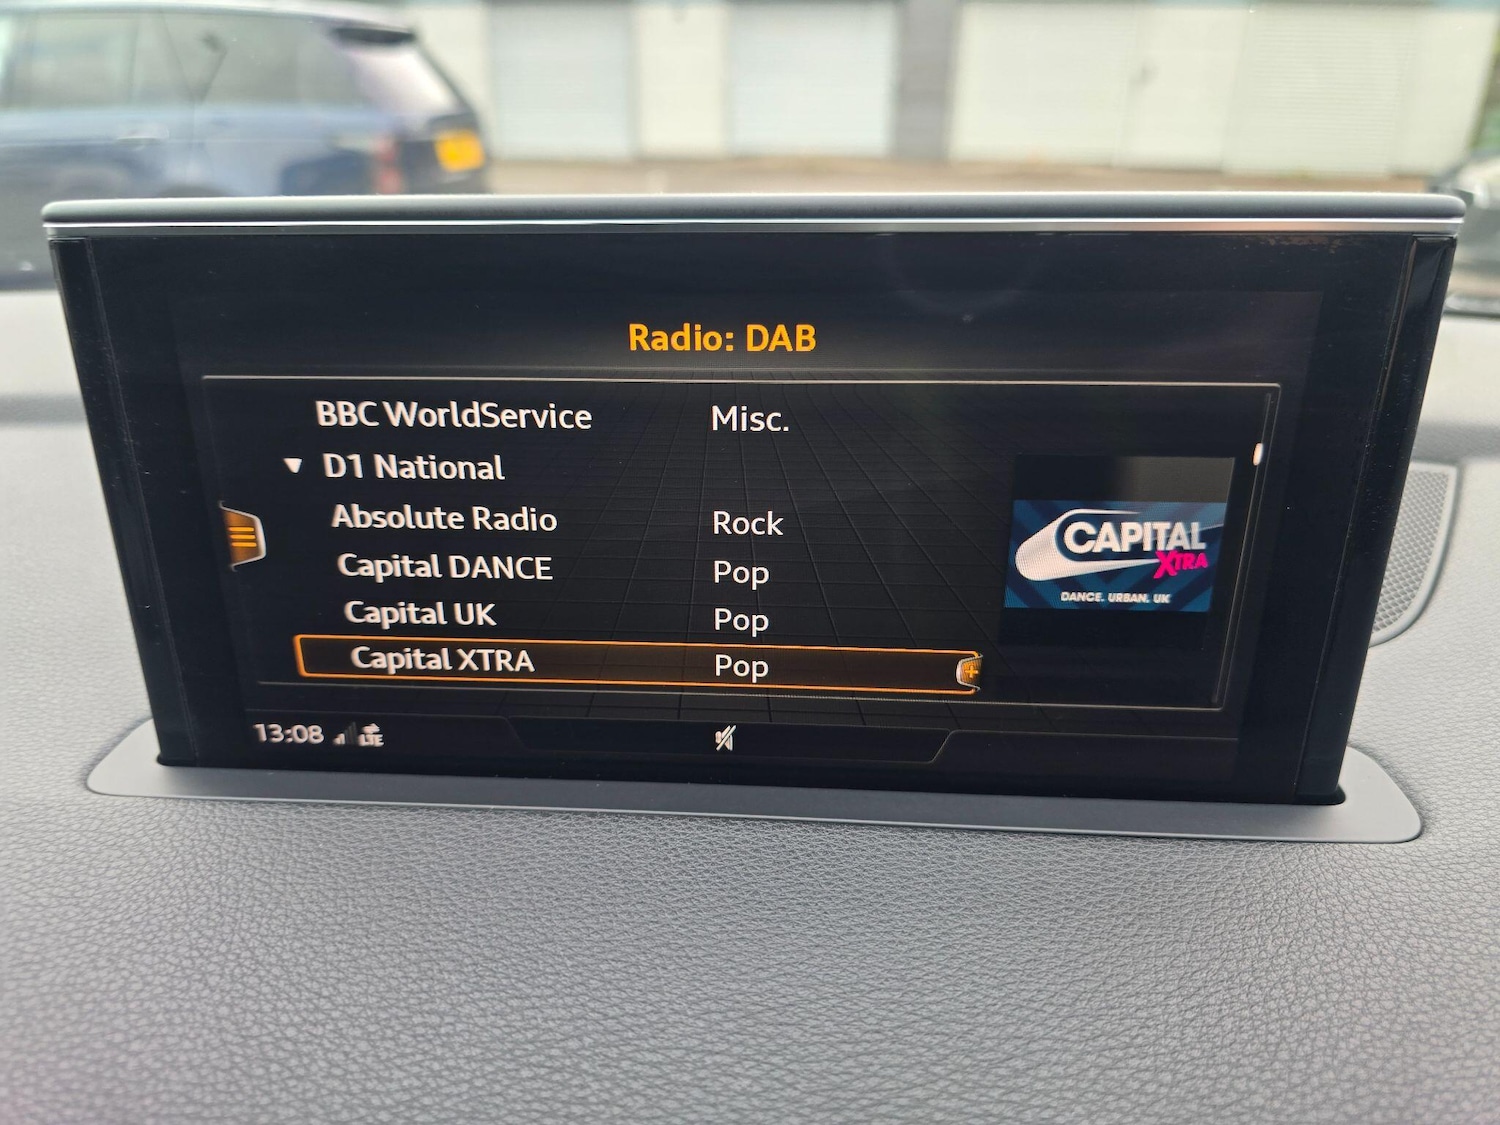 Radio: DAB
BBC WorldService Misc.
D1 National
Absolute Radio Rock
Capital DANCE Pop
Capital UK Pop
Capital XTRA Pop
CAPITAL
XTRA
DANCE. URBAN. UK
13:08 LTE